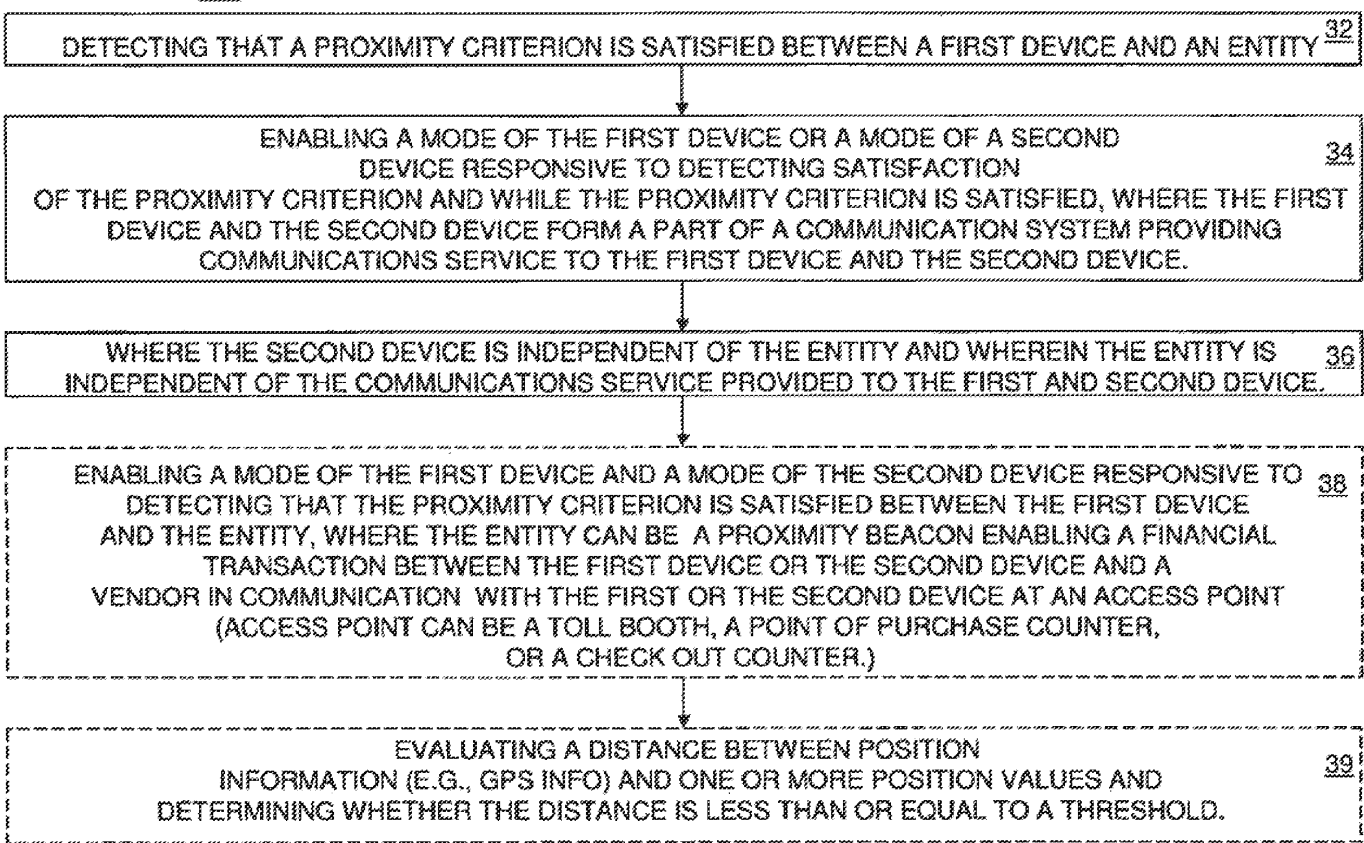 DETECTING THAT A PROXIMITY CRITERION IS SATISFIED BETWEEN A FIRST DEVICE AND AN ENTITY 32
ENABLING A MODE OF THE FIRST DEVICE OR A MODE OF A SECOND
DEVICE RESPONSIVE TO DETECTING SATISFACTION 34
OF THE PROXIMITY CRITERION AND WHILE THE PROXIMITY CRITERION IS SATISFIED, WHERE THE FIRST
DEVICE AND THE SECOND DEVICE FORM A PART OF A COMMUNICATION SYSTEM PROVIDING
COMMUNICATIONS SERVICE TO THE FIRST DEVICE AND THE SECOND DEVICE.
WHERE THE SECOND DEVICE IS INDEPENDENT OF THE ENTITY AND WHEREIN THE ENTITY IS 36
INDEPENDENT OF THE COMMUNICATIONS SERVICE PROVIDED TO THE FIRST AND SECOND DEVICE.
ENABLING A MODE OF THE FIRST DEVICE AND A MODE OF THE SECOND DEVICE RESPONSIVE TO 38
DETECTING THAT THE PROXIMITY CRITERION IS SATISFIED BETWEEN THE FIRST DEVICE
AND THE ENTITY, WHERE THE ENTITY CAN BE A PROXIMITY BEACON ENABLING A FINANCIAL
TRANSACTION BETWEEN THE FIRST DEVICE OR THE SECOND DEVICE AND A
VENDOR IN COMMUNICATION WITH THE FIRST OR THE SECOND DEVICE AT AN ACCESS POINT
(ACCESS POINT CAN BE A TOLL BOOTH, A POINT OF PURCHASE COUNTER,
OR A CHECK OUT COUNTER.)
EVALUATING A DISTANCE BETWEEN POSITION
INFORMATION (E.G., GPS INFO) AND ONE OR MORE POSITION VALUES AND 39
DETERMINING WHETHER THE DISTANCE IS LESS THAN OR EQUAL TO A THRESHOLD.